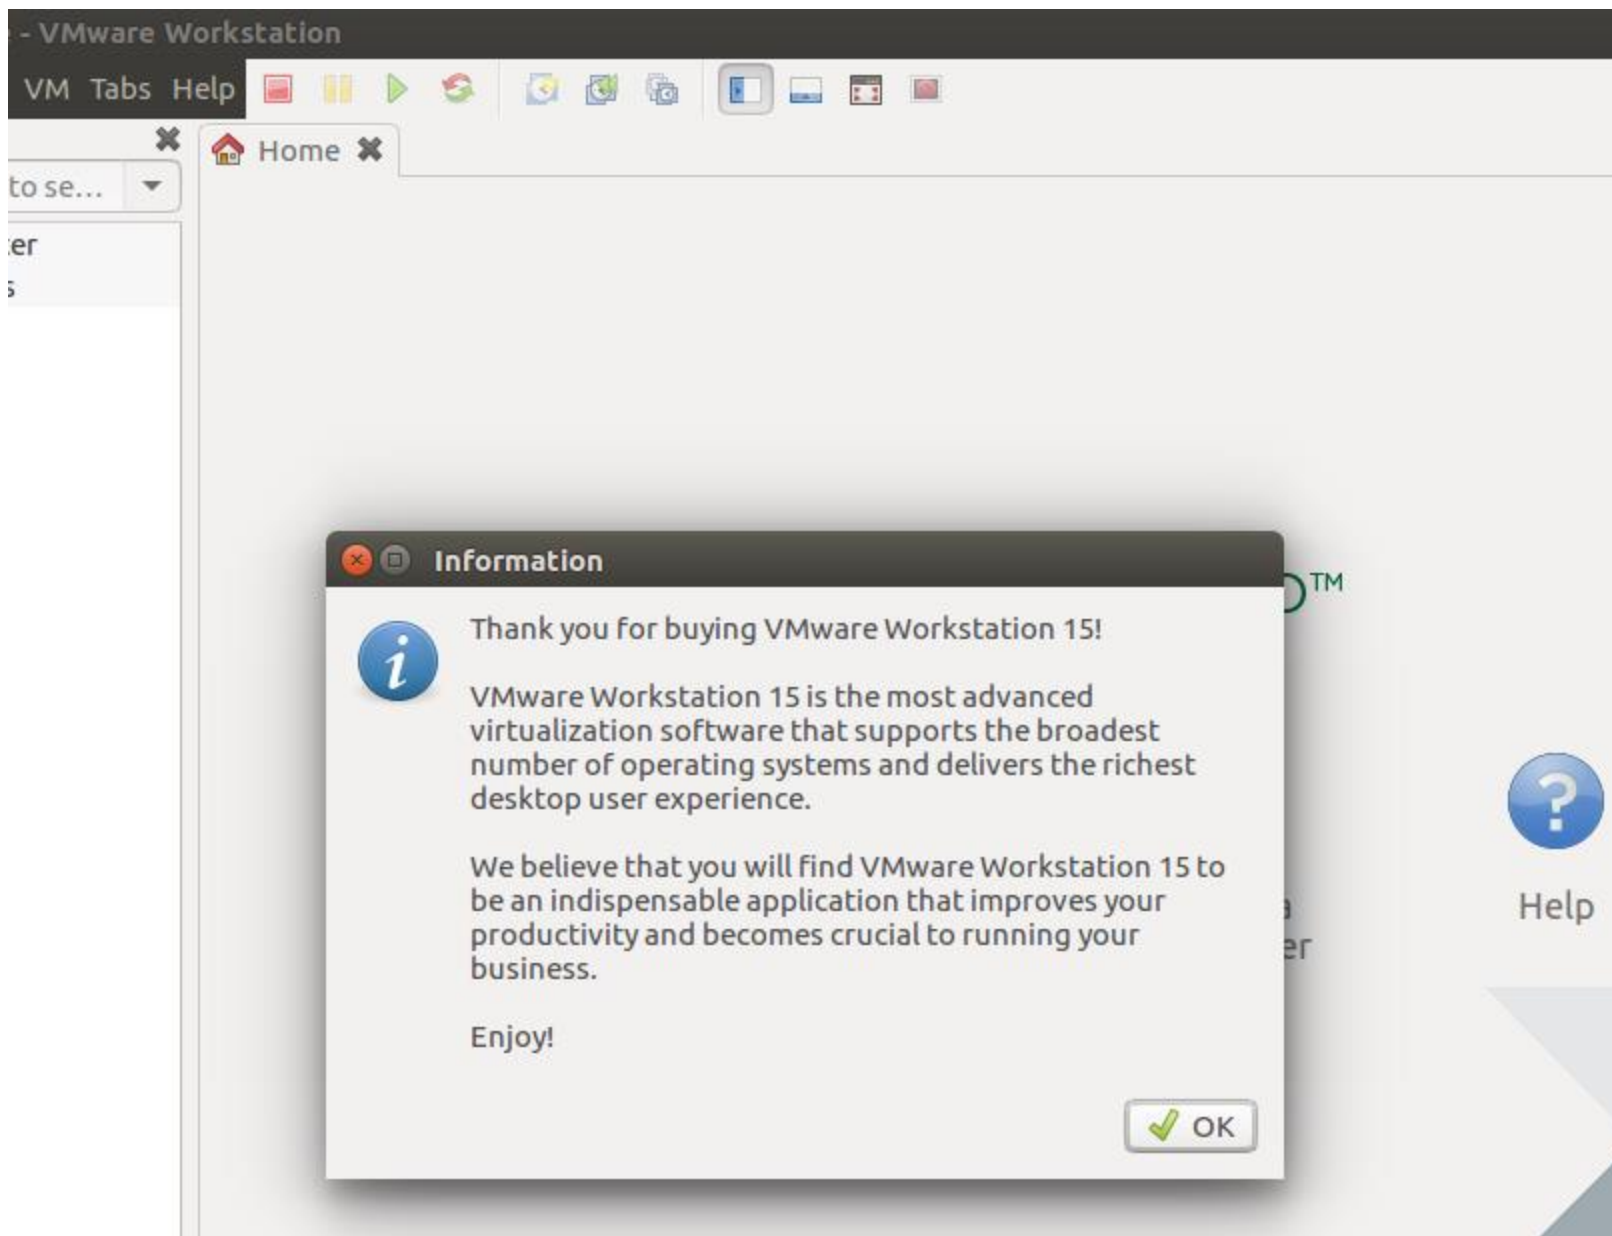 - VMware Workstation
VM Tabs Help
Home
to se...
er
s
Information
Thank you for buying VMware Workstation 15!
VMware Workstation 15 is the most advanced
virtualization software that supports the broadest
number of operating systems and delivers the richest
desktop user experience.
We believe that you will find VMware Workstation 15 to
be an indispensable application that improves your
productivity and becomes crucial to running your
business.
Enjoy!
OK
TM
Help
er